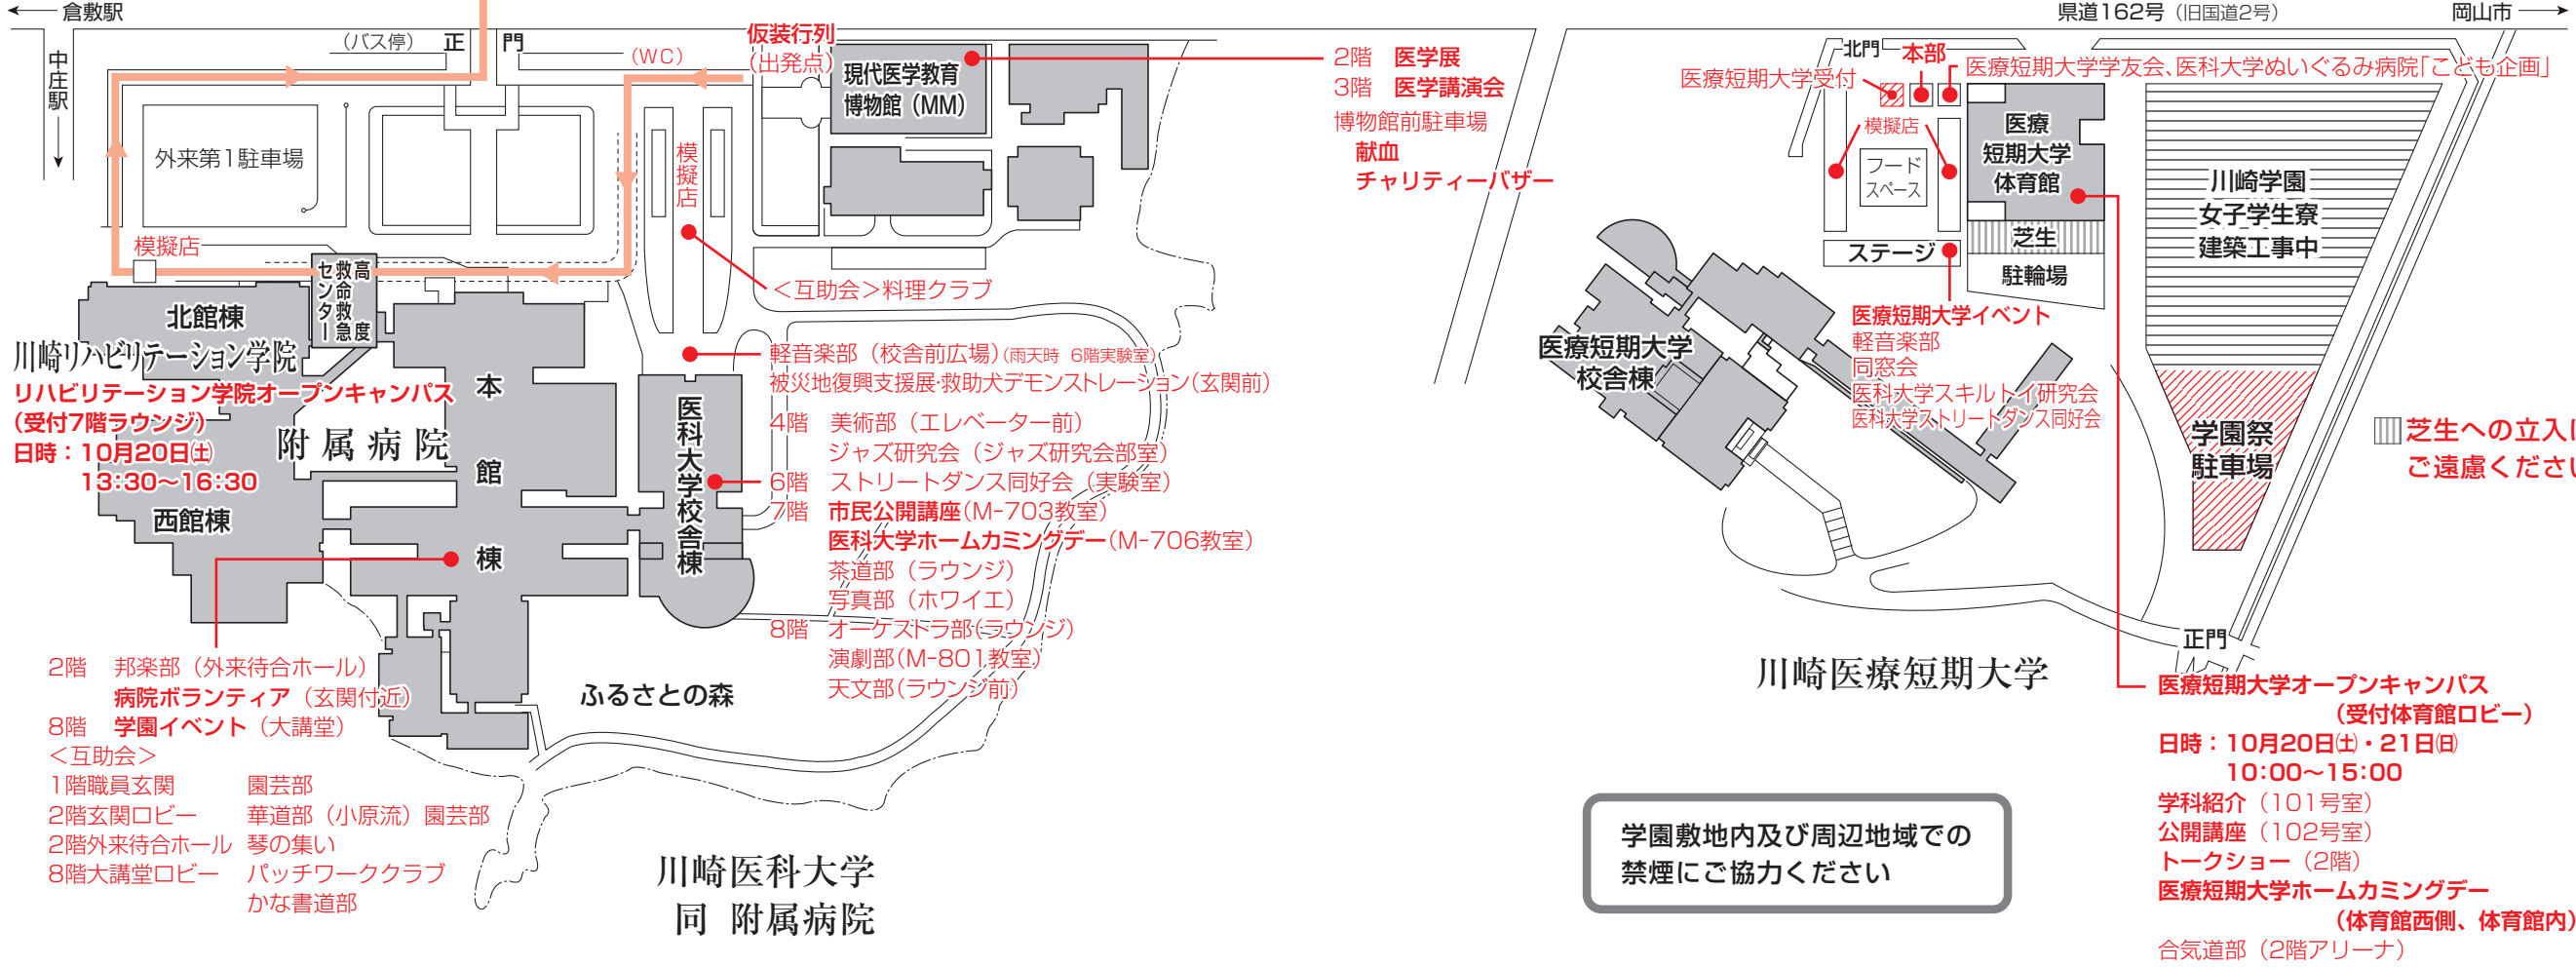 倉敷駅
県道162号（旧国道2号）
岡山市
中庄駅
（バス停）
正 門
（WC）
仮装行列
（出発点）
現代医学教育
博物館（MM）
2階 医学展
3階 医学講演会
博物館前駐車場
献血
チャリティーバザー
外来第1駐車場
模擬店
模擬店
＜互助会＞料理クラブ
高度
救命救急
センター
北館棟
川崎リハビリテーション学院
リハビリテーション学院オープンキャンパス
（受付7階ラウンジ）
日時：10月20日㈯
13:30～16:30
附属病院
西館棟
本館棟
医科大学校舎棟
軽音楽部（校舎前広場）（雨天時 6階実験室）
被災地復興支援展・救助犬デモンストレーション（玄関前）
4階 美術部（エレベーター前）
ジャズ研究会（ジャズ研究会部室）
6階 ストリートダンス同好会（実験室）
7階 市民公開講座（M-703教室）
医科大学ホームカミングデー（M-706教室）
茶道部（ラウンジ）
写真部（ホワイエ）
8階 オーケストラ部（ラウンジ）
演劇部（M-801教室）
天文部（ラウンジ前）
2階 邦楽部（外来待合ホール）
病院ボランティア（玄関付近）
8階 学園イベント（大講堂）
＜互助会＞
1階職員玄関 園芸部
2階玄関ロビー 華道部（小原流）園芸部
2階外来待合ホール 琴の集い
8階大講堂ロビー パッチワーククラブ
かな書道部
ふるさとの森
川崎医科大学
同 附属病院
北門
本部
医療短期大学受付
医療短期大学学友会、医科大学ぬいぐるみ病院「こども企画」
模擬店
フード
スペース
医療
短期大学
体育館
芝生
駐輪場
ステージ
川崎学園
女子学生寮
建築工事中
医療短期大学イベント
軽音楽部
同窓会
医科大学スキルトイ研究会
医科大学ストリートダンス同好会
医療短期大学
校舎棟
学園祭
駐車場
芝生への立入
ご遠慮ください
正門
川崎医療短期大学
医療短期大学オープンキャンパス
（受付体育館ロビー）
日時：10月20日㈯・21日㈰
10:00～15:00
学科紹介（101号室）
公開講座（102号室）
トークショー（2階）
医療短期大学ホームカミングデー
（体育館西側、体育館内）
合気道部（2階アリーナ）
学園敷地内及び周辺地域での
禁煙にご協力ください